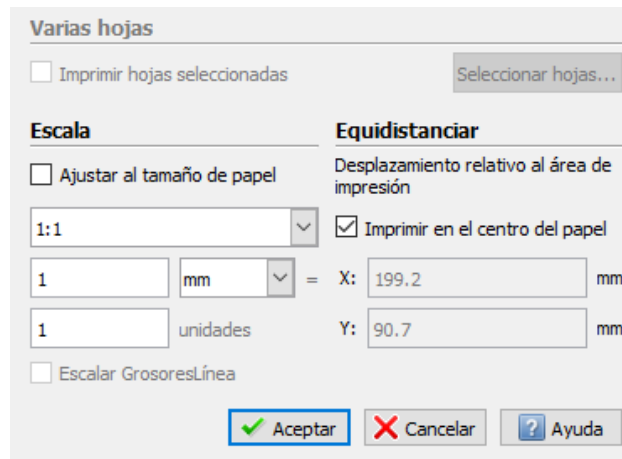 Varias hojas
Imprimir hojas seleccionadas
Seleccionar hojas...
Escala
Equidistanciar
Ajustar al tamaño de papel
Desplazamiento relativo al área de
impresión
1:1
Imprimir en el centro del papel
1 mm =
X: 199.2 mm
1 unidades
Y: 90.7 mm
Escalar GrosoresLínea
Aceptar
Cancelar
? Ayuda